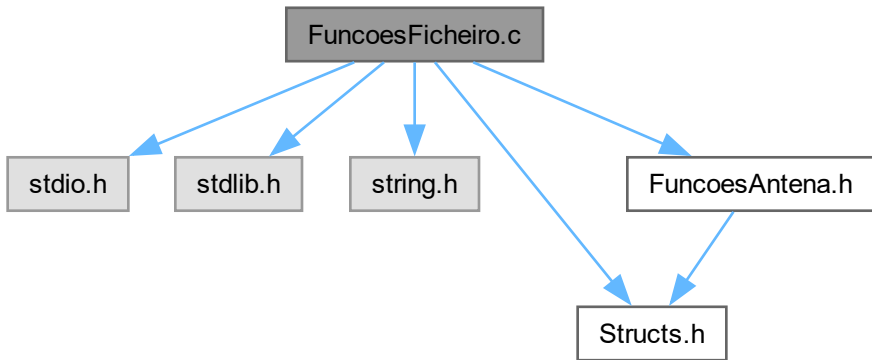 FuncoesFicheiro.c
stdio.h
stdlib.h
string.h
FuncoesAntena.h
Structs.h